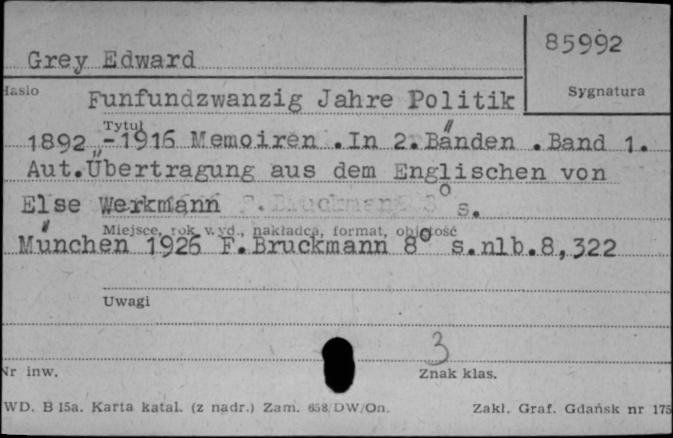 Grey Edward
85992
Hasło
Sygnatura
Funfundzwanzig Jahre Politik
Tytuł
1892 -1916 Memoiren .In 2.Bänden .Band 1.
Aut.Übertragung aus dem Englischen von
Else Werkmann F.Bruckmann 8° s.
Miejsce, rok wyd., nakładca, format, objętość
München 1926 F.Bruckmann 8° s.nlb.8,322
Uwagi
3
Nr inw.
Znak klas.
WD. B 15a. Karta katal. (z nadr.) Zam. 658/DW/On.
Zakł. Graf. Gdańsk nr 175